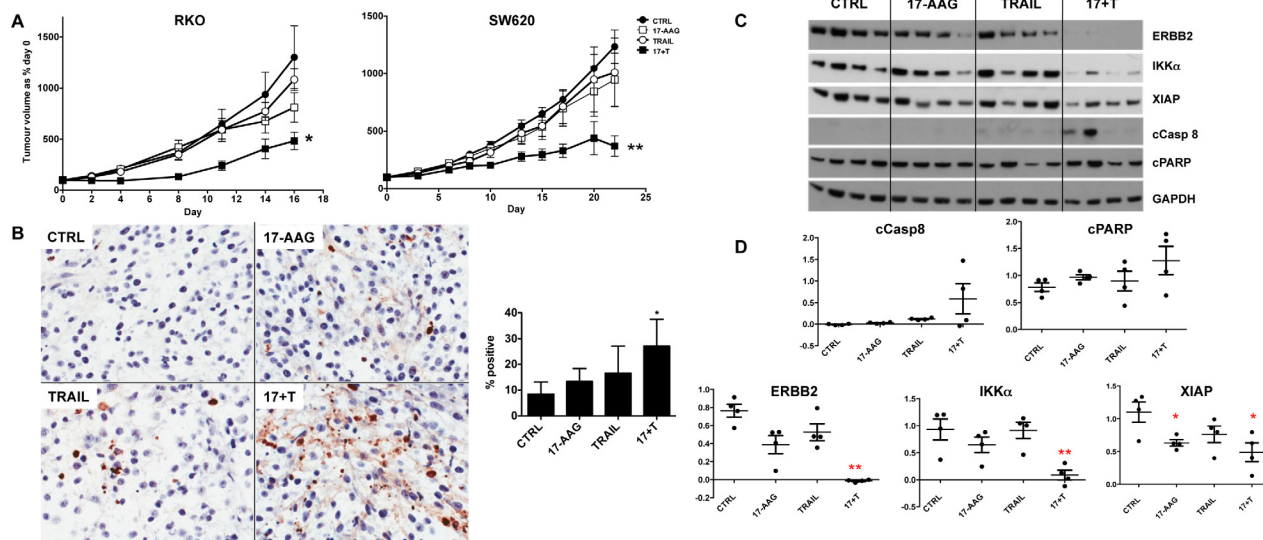 A
RKO
SW620
Tumour volume as % day 0
1500
1000
500
0
0 2 4 6 8 10 12 14 16 18
Day
*
1500
1000
500
0
0 5 10 15 20 25
Day
**
CTRL
17-AAG
TRAIL
17+T
B
CTRL
17-AAG
TRAIL
17+T
% positive
40
30
20
10
0
*
CTRL
17-AAG
TRAIL
17+T
C
CTRL 17-AAG TRAIL 17+T
ERBB2
IKKα
XIAP
cCasp 8
cPARP
GAPDH
D
cCasp8
2.0
1.5
1.0
0.5
0.0
-0.5
CTRL
17-AAG
TRAIL
17+T
cPARP
2.0
1.5
1.0
0.5
0.0
CTRL
17-AAG
TRAIL
17+T
ERBB2
1.0
0.8
0.6
0.4
0.2
0.0
-0.2
**
CTRL
17-AAG
TRAIL
17+T
IKKα
1.5
1.0
0.5
0.0
-0.5
**
CTRL
17-AAG
TRAIL
17+T
XIAP
1.5
1.0
0.5
0.0
* *
CTRL
17-AAG
TRAIL
17+T